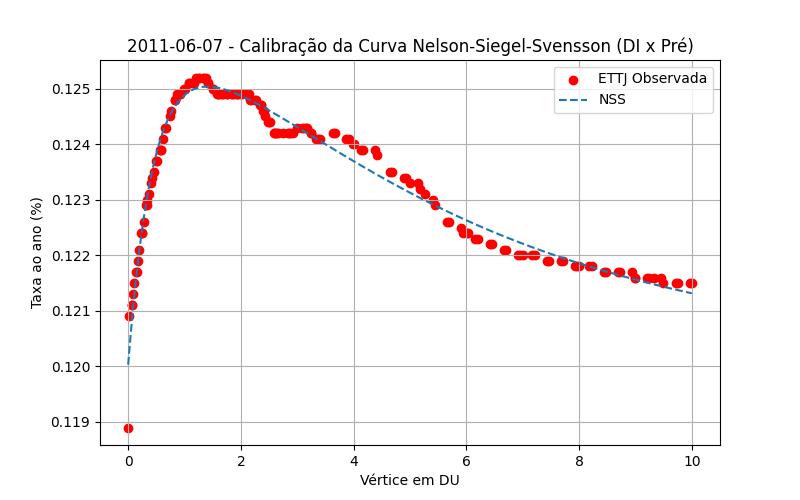 2011-06-07 - Calibração da Curva Nelson-Siegel-Svensson (DI x Pré)
ETTJ Observada
NSS
Taxa ao ano (%)
0.125
0.124
0.123
0.122
0.121
0.120
0.119
0 2 4 6 8 10
Vértice em DU